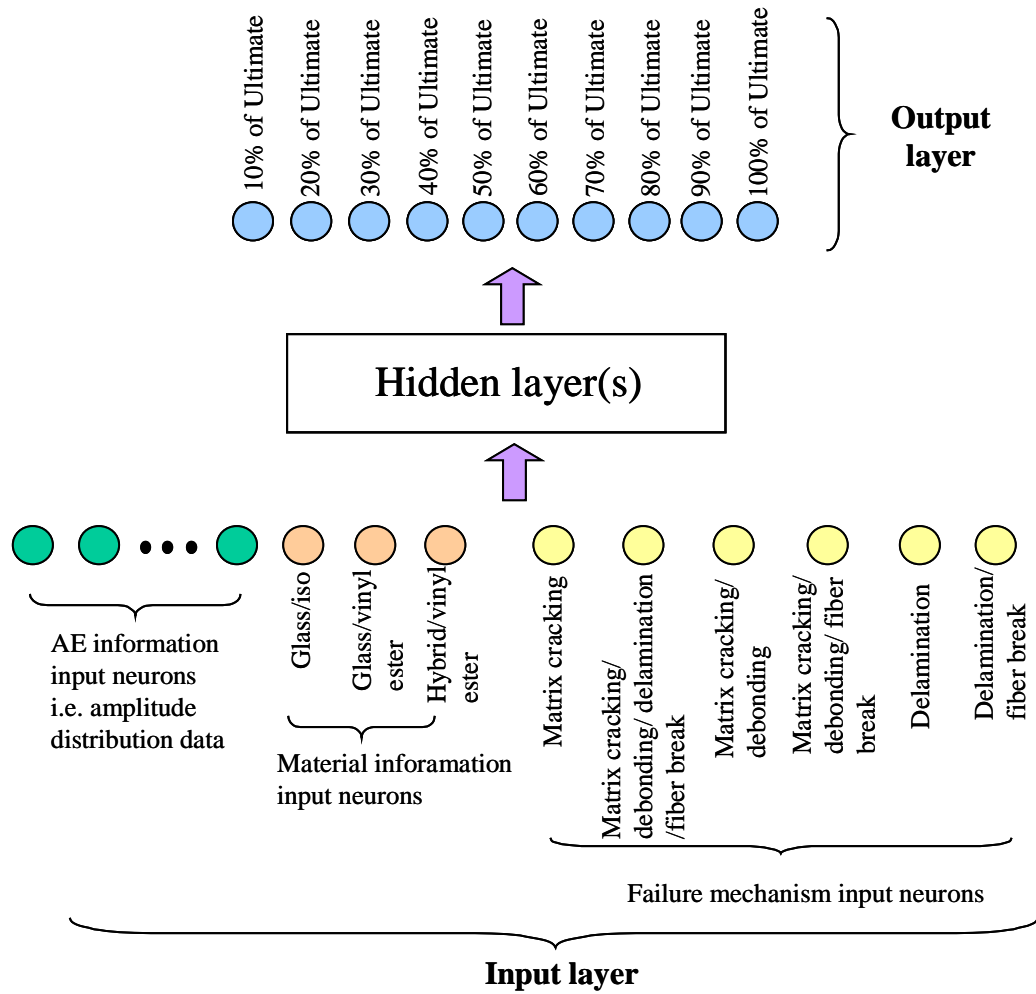 10% of Ultimate
20% of Ultimate
30% of Ultimate
40% of Ultimate
50% of Ultimate
60% of Ultimate
70% of Ultimate
80% of Ultimate
90% of Ultimate
100% of Ultimate
Output
layer
Hidden layer(s)
AE information
input neurons
i.e. amplitude
distribution data
Glass/iso
Glass/vinyl
ester
Hybrid/vinyl
ester
Material inforamation
input neurons
Matrix cracking
Matrix cracking/
debonding/ delamination
/fiber break
Matrix cracking/
debonding
Matrix cracking/
debonding/ fiber
break
Delamination
Delamination/
fiber break
Failure mechanism input neurons
Input layer